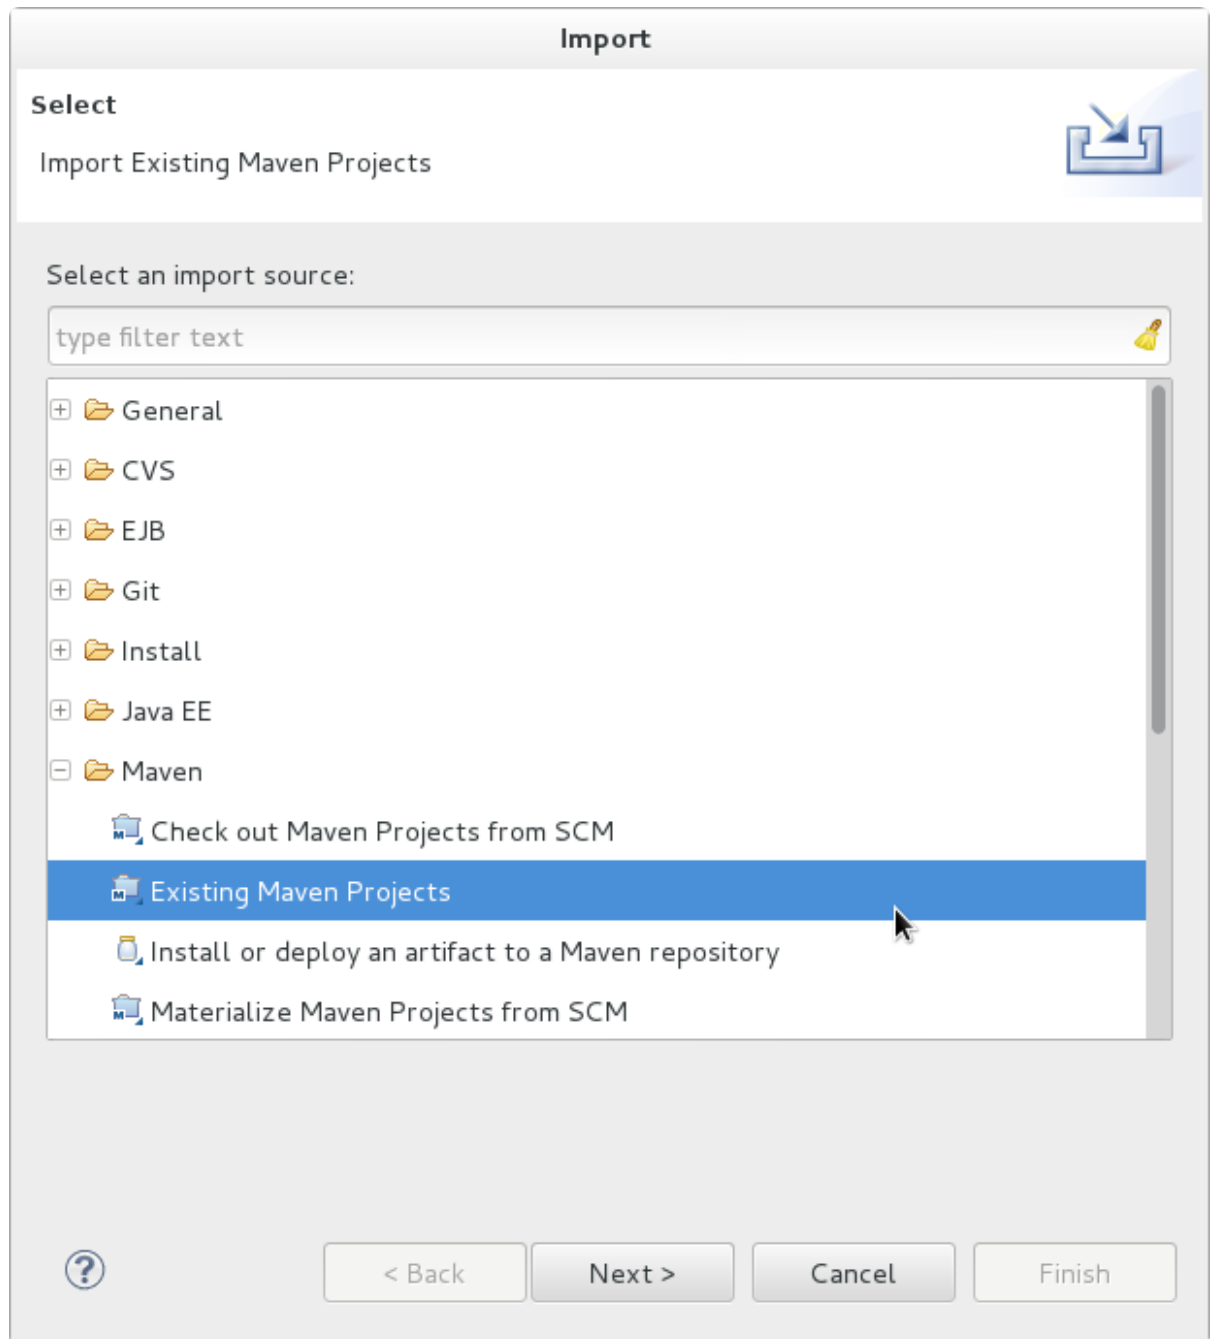 Import
Select
Import Existing Maven Projects
Select an import source:
type filter text
General
CVS
EJB
Git
Install
Java EE
Maven
Check out Maven Projects from SCM
Existing Maven Projects
Install or deploy an artifact to a Maven repository
Materialize Maven Projects from SCM
< Back
Next >
Cancel
Finish